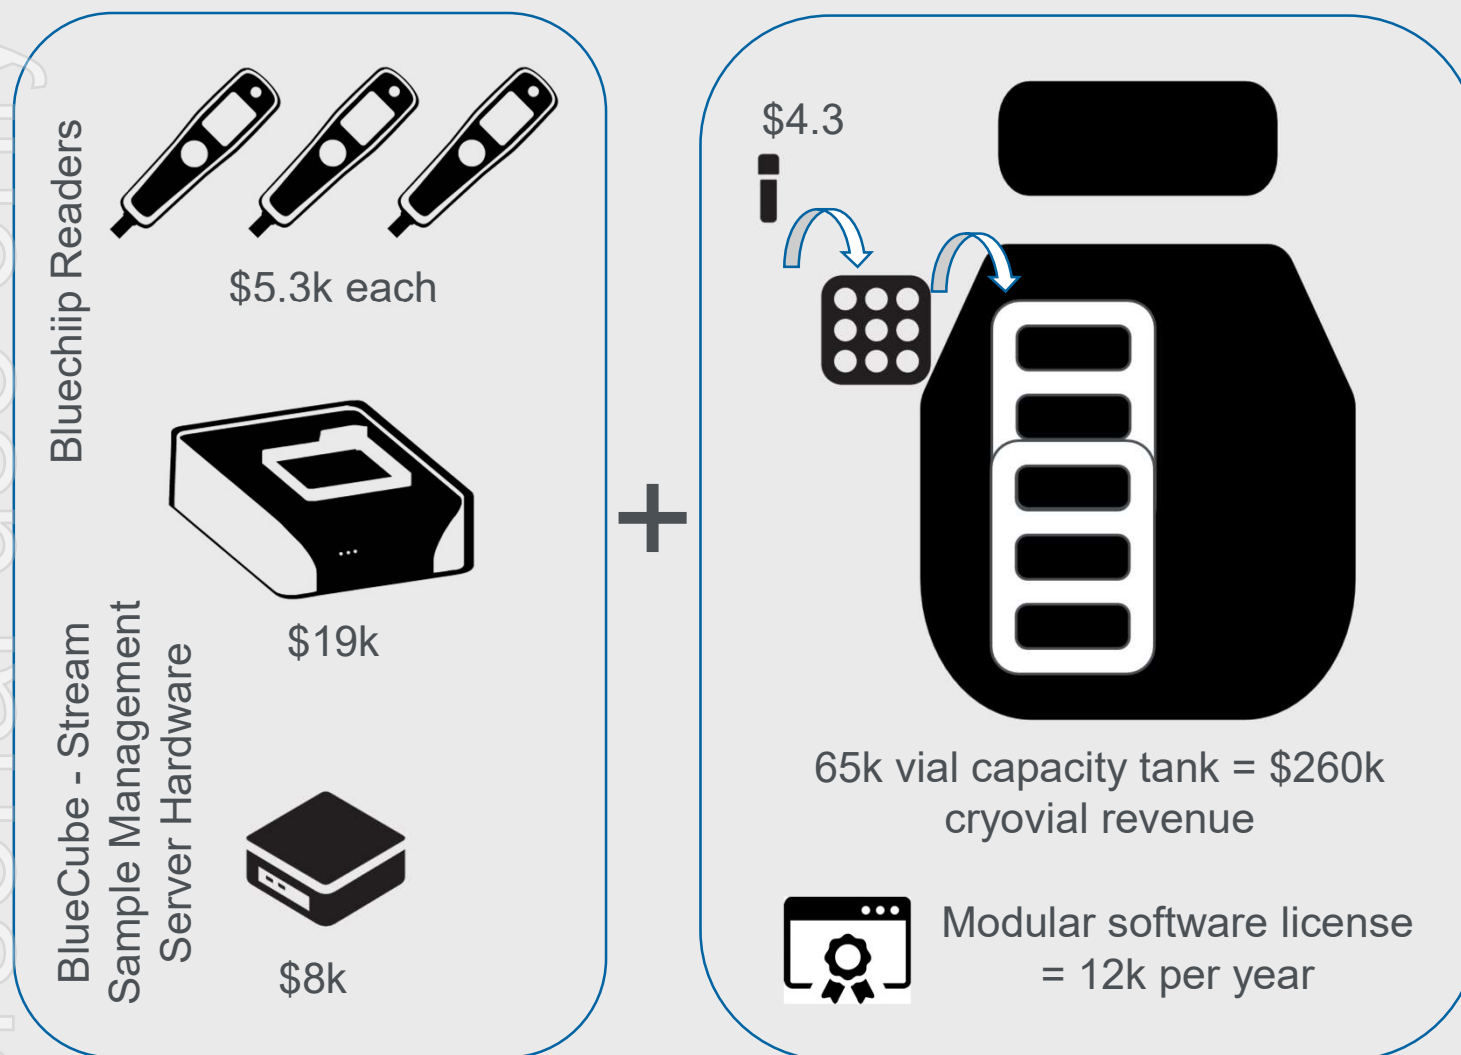 Bluechiip Readers
$5.3k each
$19k
BlueCube - Stream
Sample Management
Server Hardware
$8k
+
$4.3
65k vial capacity tank = $260k
cryovial revenue
Modular software license
= 12k per year